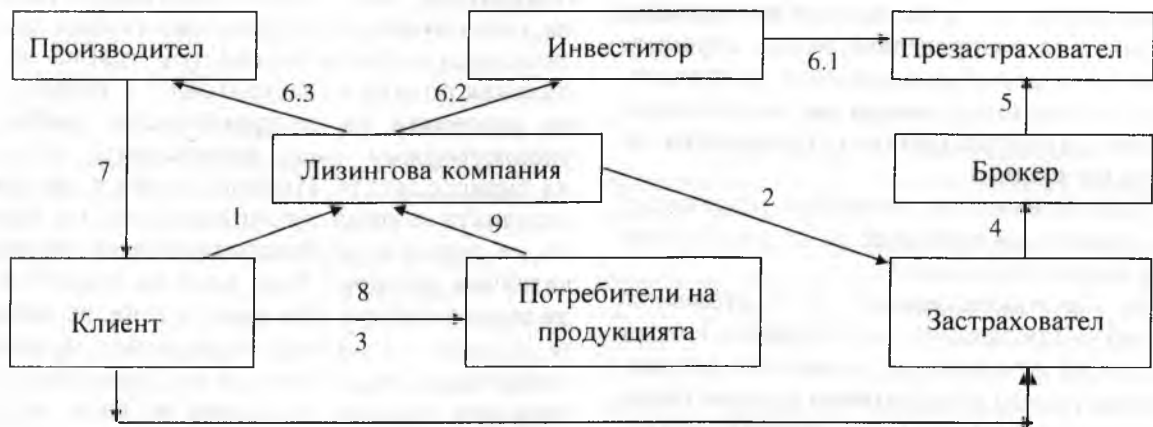 Производител
Инвеститор
Презастраховател
6.1
6.3
6.2
5
7
Лизингова компания
Брокер
1
9
2
4
Клиент
8
3
Потребители на
продукцията
Застраховател